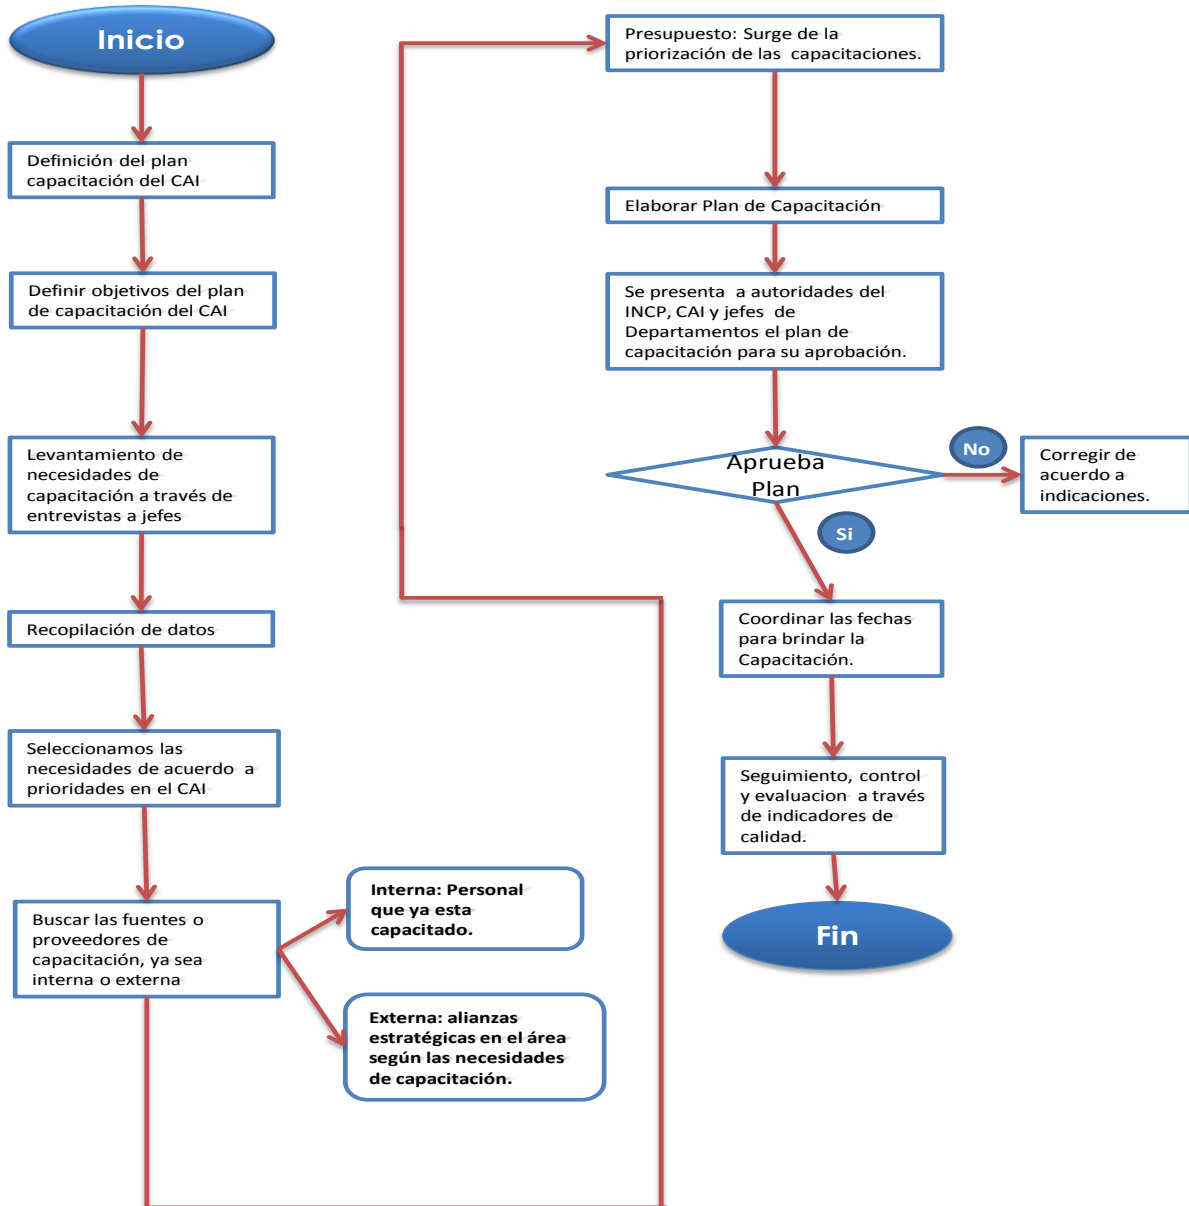 Inicio
Definición del plan
capacitación del CAI
Definir objetivos del plan
de capacitación del CAI
Levantamiento de
necesidades de
capacitación a través de
entrevistas a jefes
Recopilación de datos
Seleccionamos las
necesidades de acuerdo a
prioridades en el CAI
Buscar las fuentes o
proveedores de
capacitación, ya sea
interna o externa
Interna: Personal
que ya esta
capacitado.
Externa: alianzas
estratégicas en el área
según las necesidades
de capacitación.
Presupuesto: Surge de la
priorización de las capacitaciones.
Elaborar Plan de Capacitación
Se presenta a autoridades del
INCP, CAI y jefes de
Departamentos el plan de
capacitación para su aprobación.
Aprueba
Plan
No
Corregir de
acuerdo a
indicaciones.
Si
Coordinar las fechas
para brindar la
Capacitación.
Seguimiento, control
y evaluacion a través
de indicadores de
calidad.
Fin